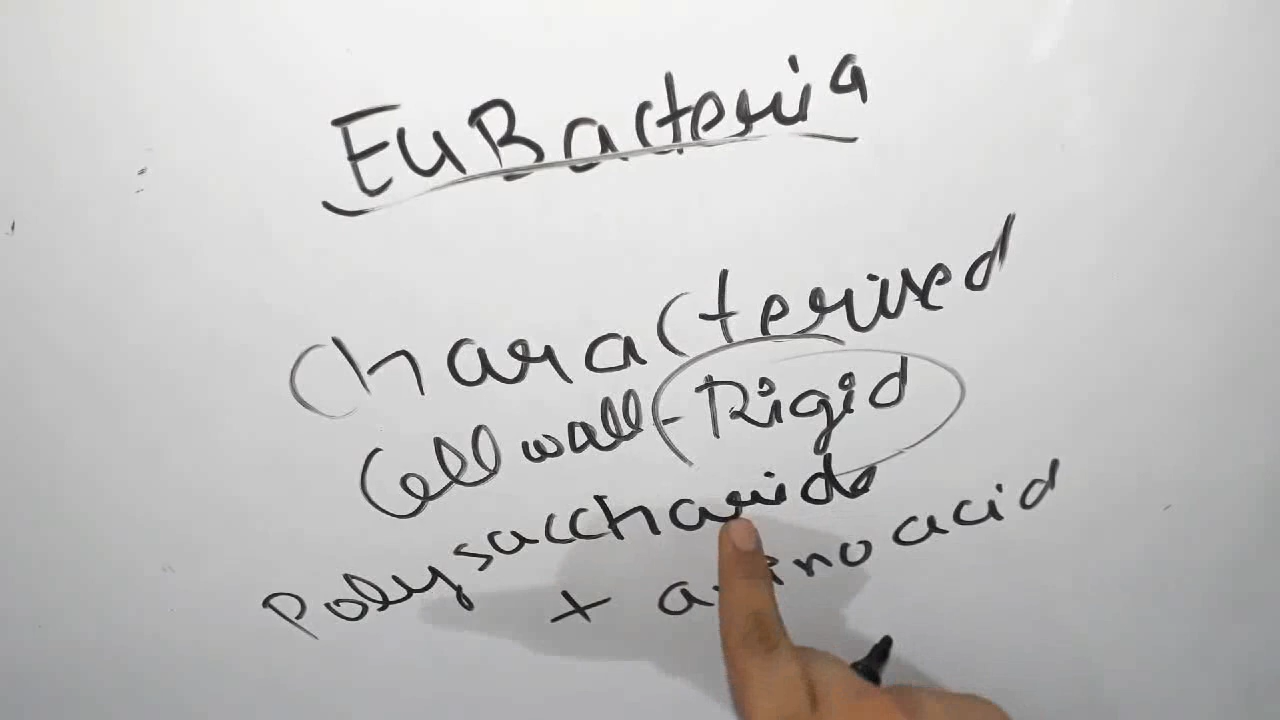 EuBacteria
Characterised
Cell wall - Rigid
Polysaccharide
+ amino acid